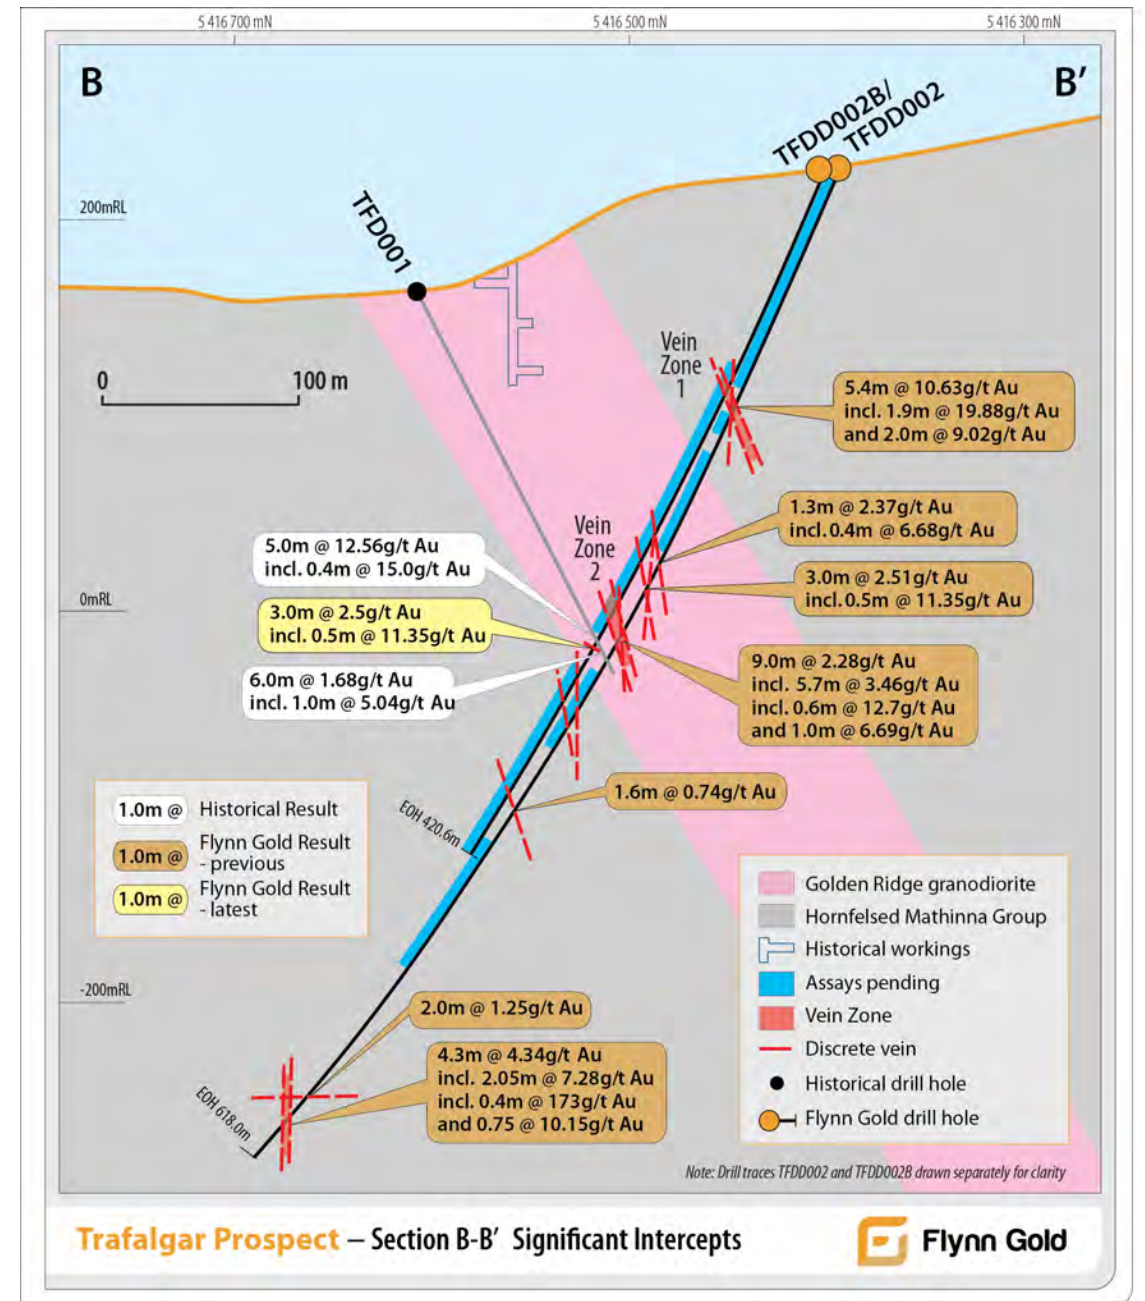 5 416 700 mN
5 416 500 mN
5 416 300 mN
B
B'
TFDD002B/
TFDD002
TFD001
200mRL
0
100 m
Vein
Zone
1
5.4m @ 10.63g/t Au
incl. 1.9m @ 19.88g/t Au
and 2.0m @ 9.02g/t Au
1.3m @ 2.37g/t Au
incl. 0.4m @ 6.68g/t Au
Vein
Zone
2
5.0m @ 12.56g/t Au
incl. 0.4m @ 15.0g/t Au
3.0m @ 2.51g/t Au
incl. 0.5m @ 11.35g/t Au
0mRL
3.0m @ 2.5g/t Au
incl. 0.5m @ 11.35g/t Au
9.0m @ 2.28g/t Au
incl. 5.7m @ 3.46g/t Au
incl. 0.6m @ 12.7g/t Au
and 1.0m @ 6.69g/t Au
6.0m @ 1.68g/t Au
incl. 1.0m @ 5.04g/t Au
1.6m @ 0.74g/t Au
EOH 420.6m
1.0m @ Historical Result
1.0m @ Flynn Gold Result
- previous
1.0m @ Flynn Gold Result
- latest
Golden Ridge granodiorite
Hornfelsed Mathinna Group
Historical workings
Assays pending
Vein Zone
Discrete vein
Historical drill hole
Flynn Gold drill hole
-200mRL
2.0m @ 1.25g/t Au
4.3m @ 4.34g/t Au
incl. 2.05m @ 7.28g/t Au
incl. 0.4m @ 173g/t Au
and 0.75 @ 10.15g/t Au
EOH 618.0m
Note: Drill traces TFDD002 and TFDD002B drawn separately for clarity
Trafalgar Prospect – Section B-B' Significant Intercepts
Flynn Gold